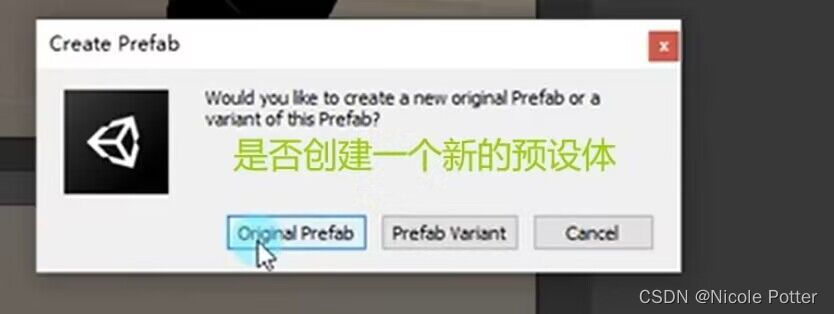 Create Prefab
x
Would you like to create a new original Prefab or a
variant of this Prefab?
是否创建一个新的预设体
Original Prefab
Prefab Variant
Cancel
CSDN @Nicole Potter